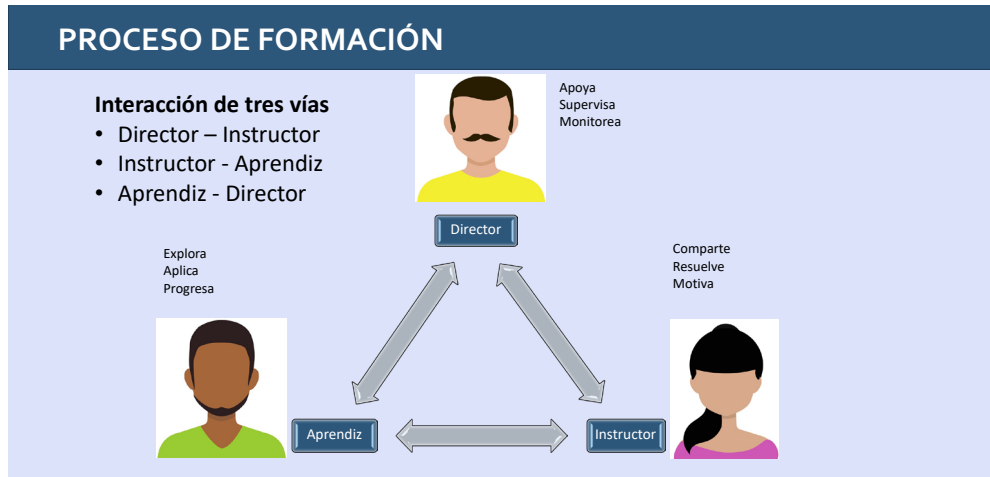 PROCESO DE FORMACIÓN
Interacción de tres vías
• Director – Instructor
• Instructor - Aprendiz
• Aprendiz - Director
Apoya
Supervisa
Monitorea
Director
Explora
Aplica
Progresa
Comparte
Resuelve
Motiva
Aprendiz
Instructor